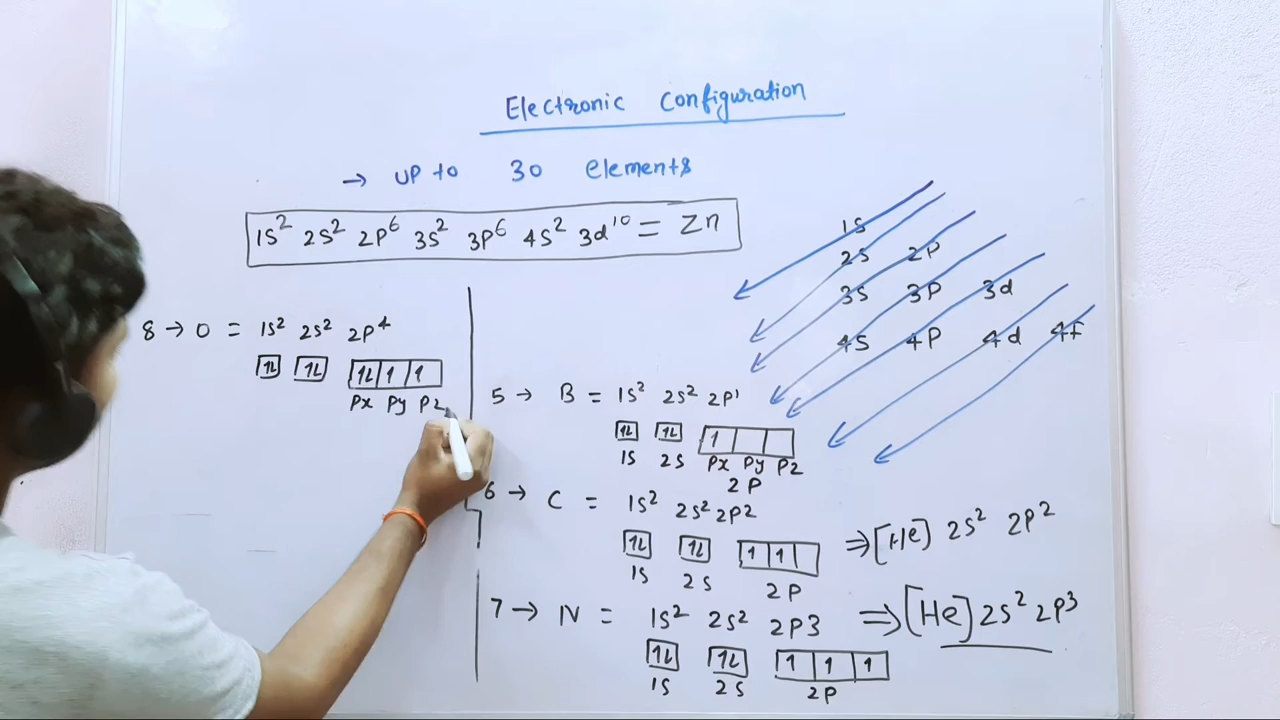 Electronic Configuration
→ UP to 30 elements
1s² 2s² 2p⁶ 3s² 3p⁶ 4s² 3d¹⁰ = Zn
1s
2s 2p
3s 3p 3d
4s 4p 4d 4f
8 → O = 1s² 2s² 2p⁴
1L 1L 1L 1 1
Px Py Pz
5 → B = 1s² 2s² 2p¹
1L 1L 1
1s 2s Px Py Pz
2P
6 → C = 1s² 2s² 2p2
1L 1L 1 1
1s 2s 2P
⇒ [He] 2s² 2p²
7 → N = 1s² 2s² 2p3
1L 1L 1 1 1
1s 2s 2P
⇒ [He] 2s² 2p³